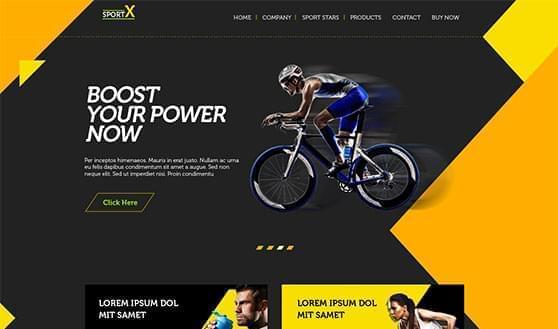 SPORTX
HOME COMPANY SPORT STARS PRODUCTS CONTACT BUY NOW
BOOST
YOUR POWER
NOW
Per inceptos himenaeos. Mauris in erat justo. Nullam ac urna
eu felis dapibus condimentum sit amet a augue. Sed non
neque elit. Sed ut imperdiet nisi. Proin condimentu
Click Here
LOREM IPSUM DOL
MIT SAMET
LOREM IPSUM DOL
MIT SAMET